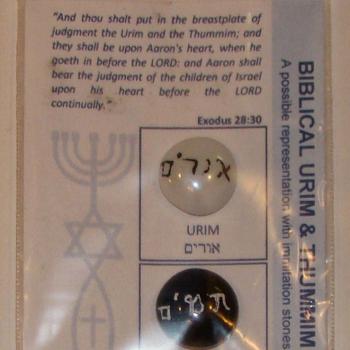 "And thou shalt put in the breastplate of
judgment the Urim and the Thummim; and
they shall be upon Aaron's heart, when he
goeth in before the LORD: and Aaron shall
bear the judgment of the children of Israel
upon his heart before the LORD
continually."
Exodus 28:30
אורים
URIM
אורים
תמים
BIBLICAL URIM & THUMMIM
A possible representation with immitation stones